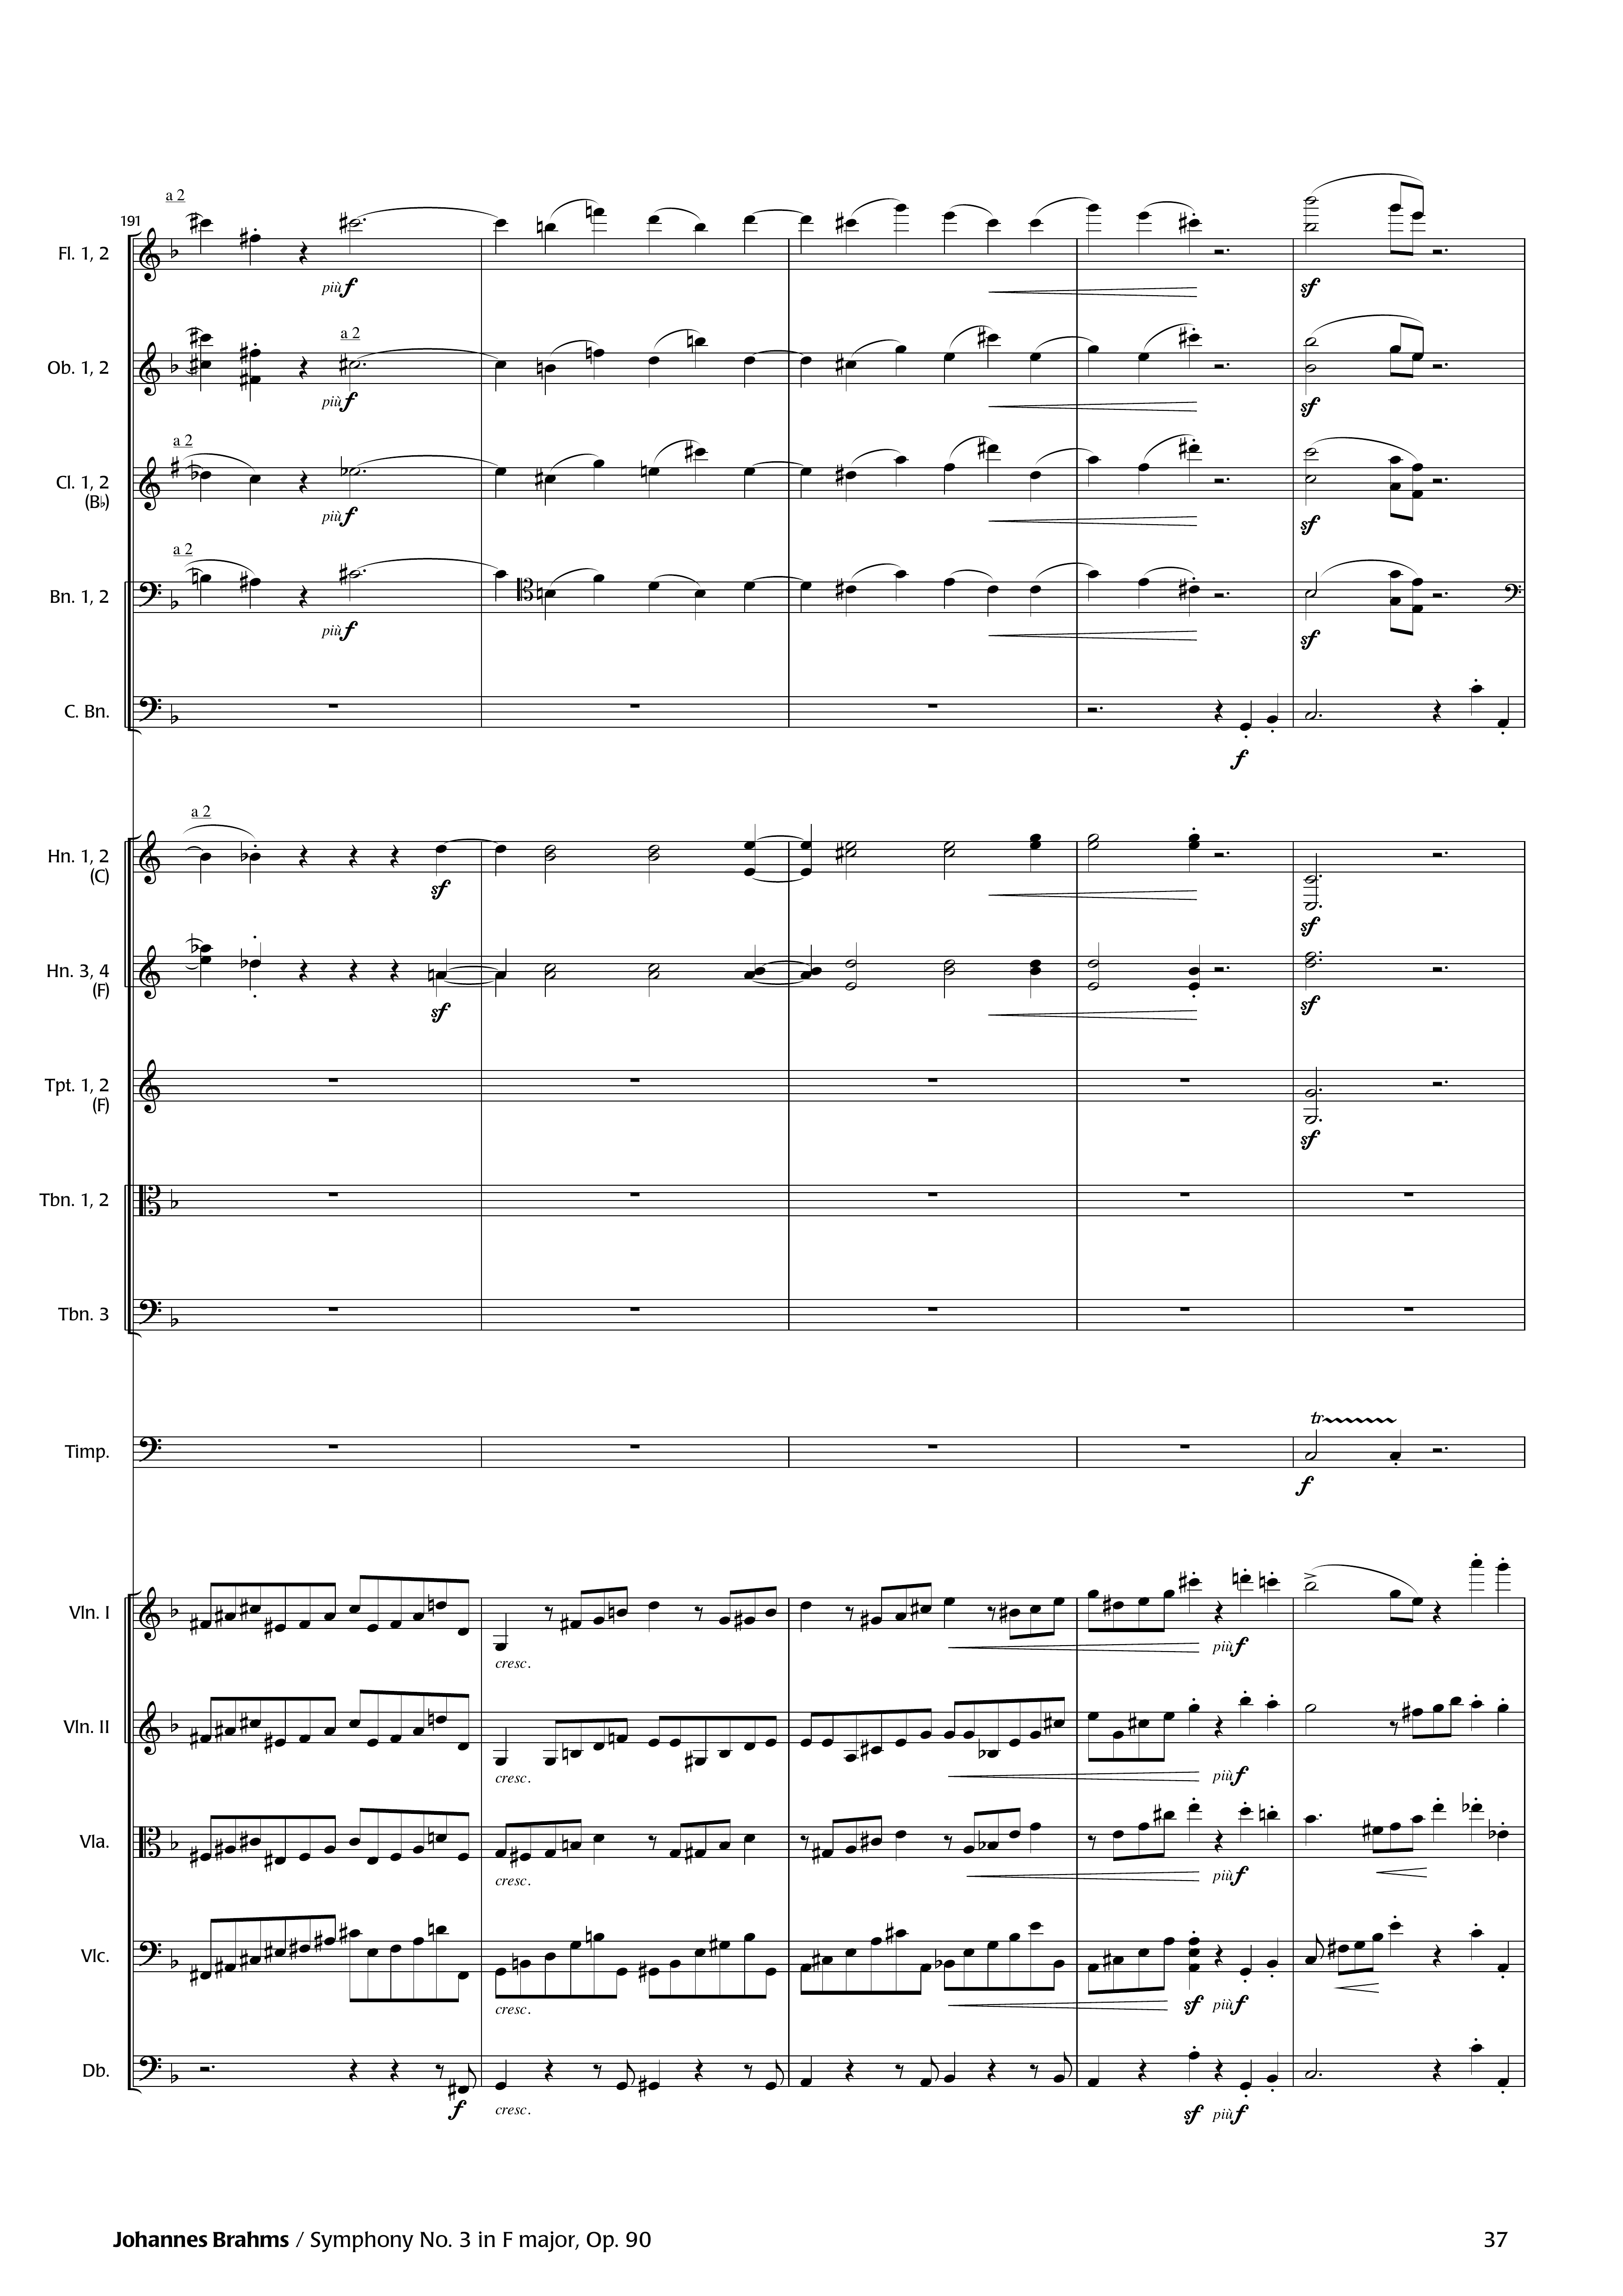 a 2
191
Fl. 1, 2
più f
sf
a 2
Ob. 1, 2
più f
sf
a 2
Cl. 1, 2
(B♭)
più f
sf
a 2
Bn. 1, 2
più f
sf
C. Bn.
f
a 2
Hn. 1, 2
(C)
sf
sf
Hn. 3, 4
(F)
sf
sf
Tpt. 1, 2
(F)
sf
Tbn. 1, 2
Tbn. 3
tr
Timp.
f
Vln. I
cresc.
più f
Vln. II
cresc.
più f
Vla.
cresc.
più f
Vlc.
cresc.
sf più f
Db.
f
cresc.
sf più f
Johannes Brahms / Symphony No. 3 in F major, Op. 90
37